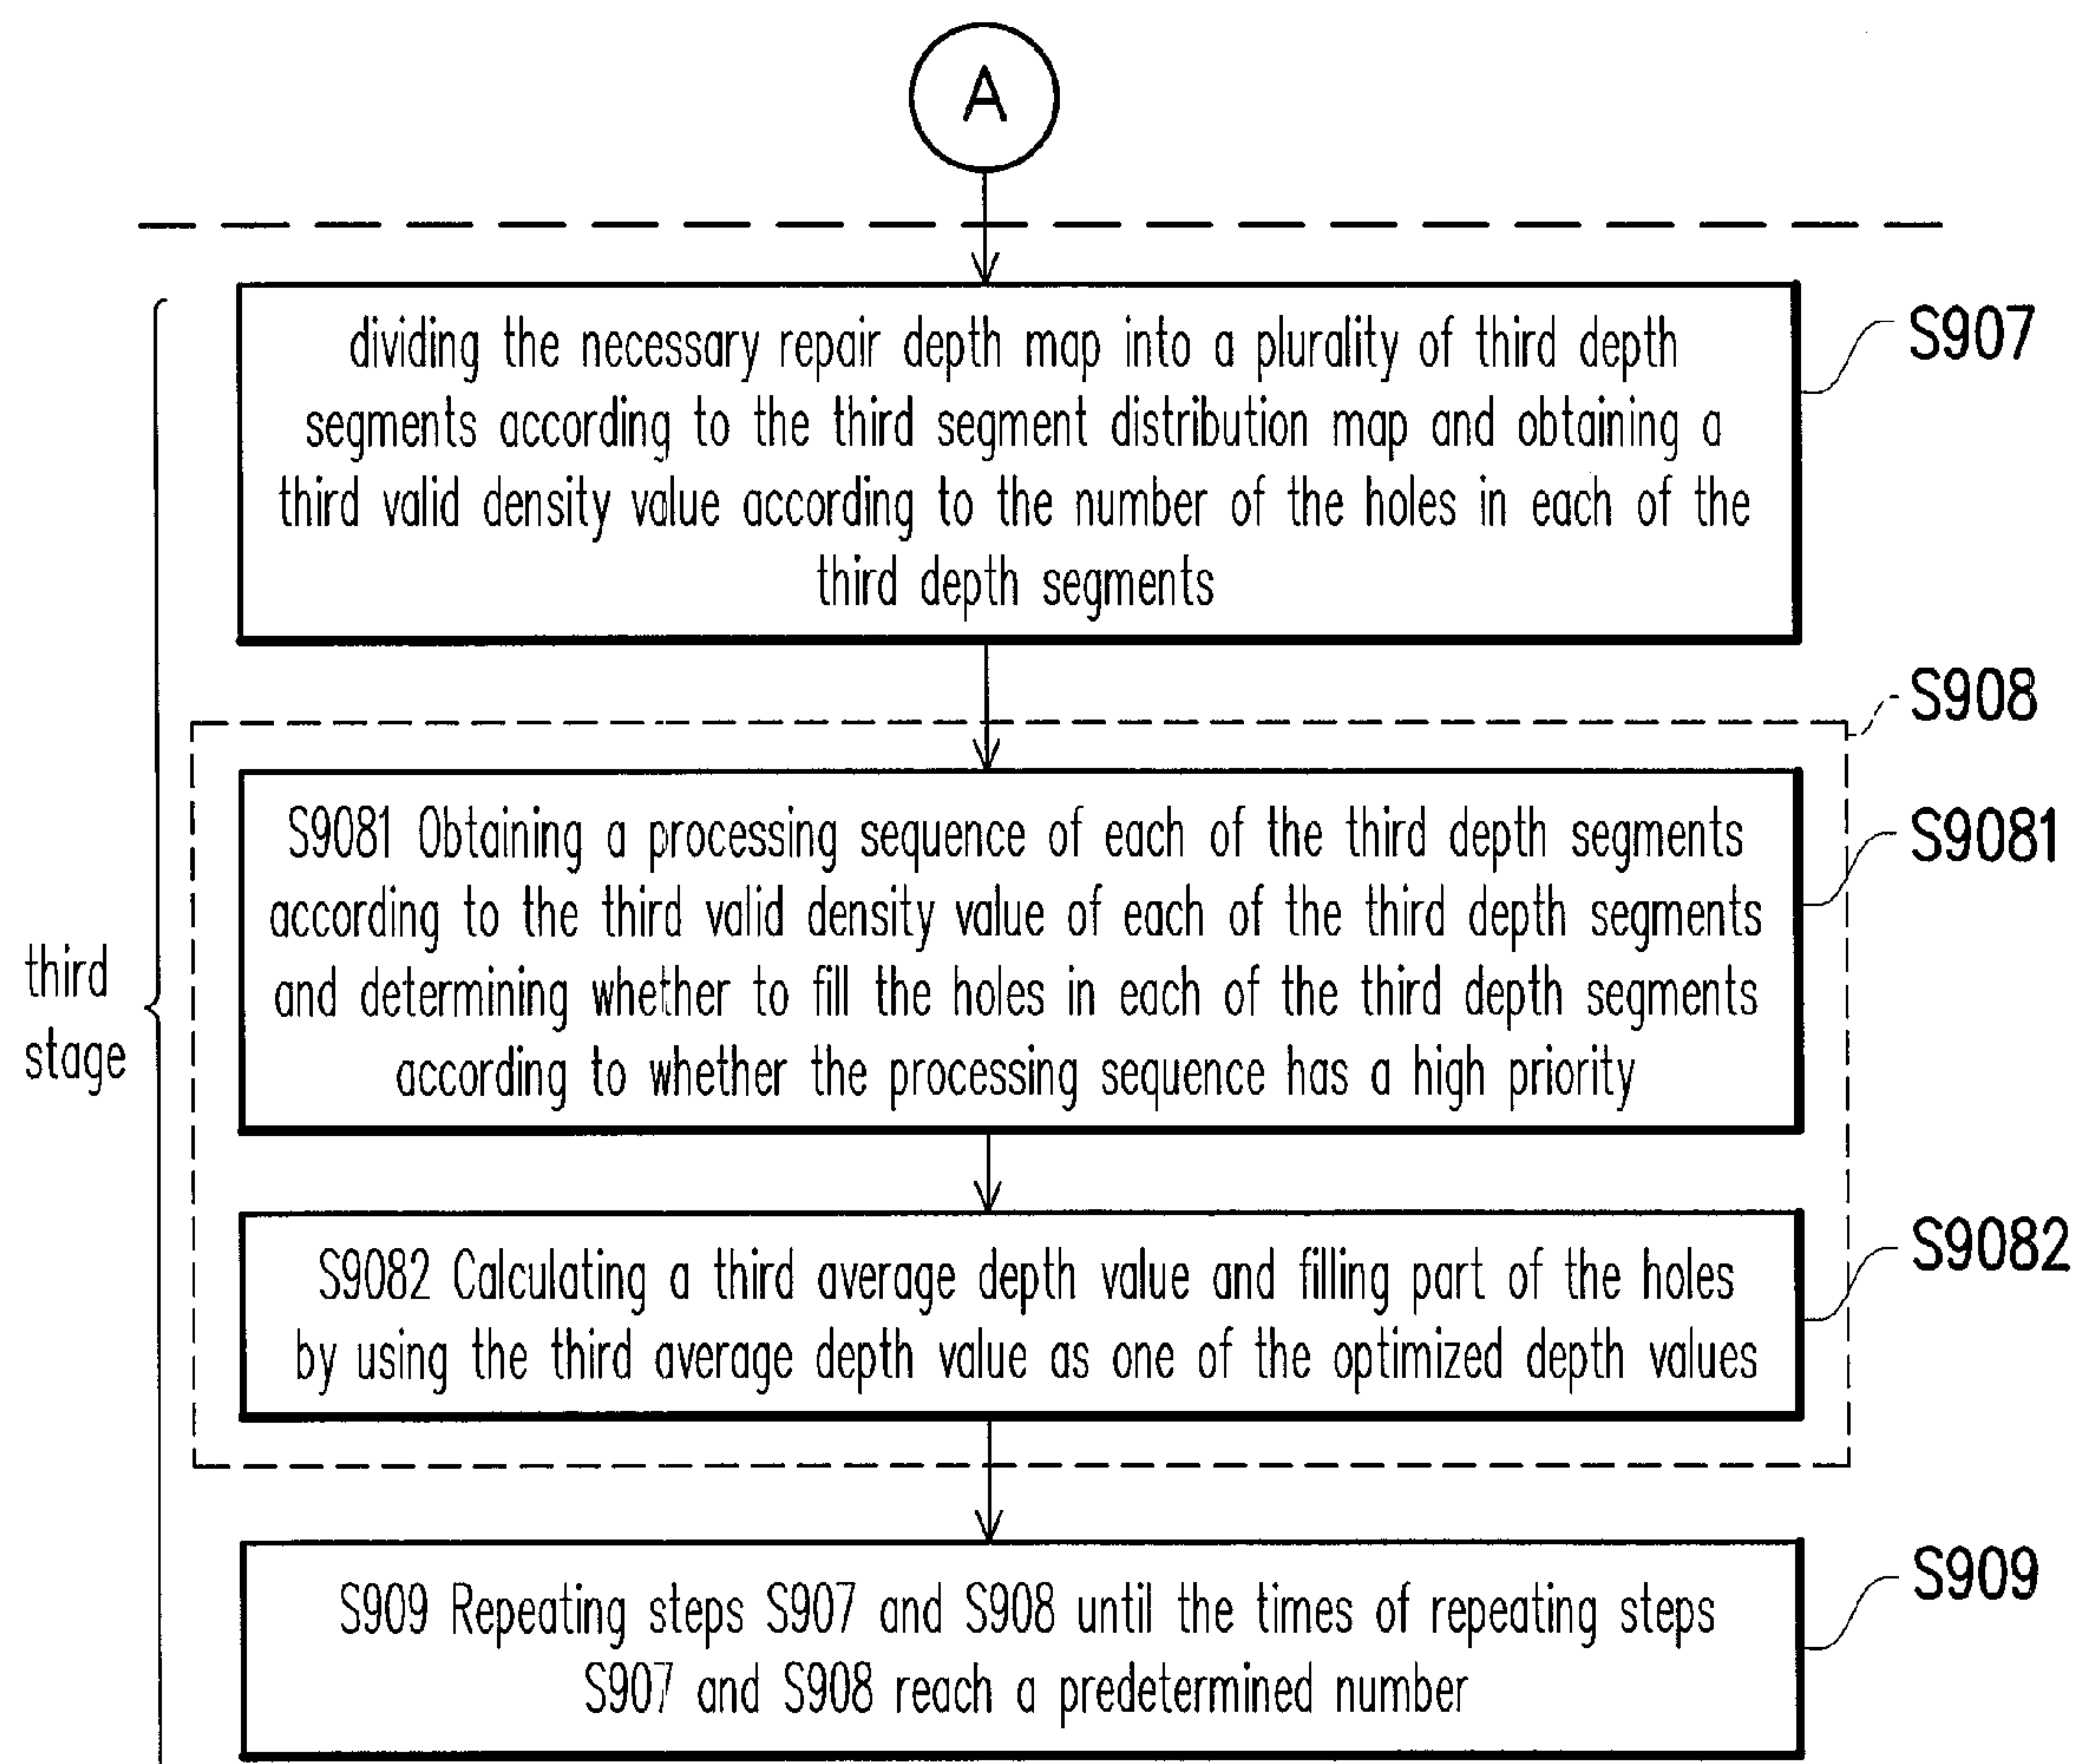 A
dividing the necessary repair depth map into a plurality of third depth
segments according to the third segment distribution map and obtaining a
third valid density value according to the number of the holes in each of the
third depth segments
S907
S908
S9081 Obtaining a processing sequence of each of the third depth segments
according to the third valid density value of each of the third depth segments
and determining whether to fill the holes in each of the third depth segments
according to whether the processing sequence has a high priority
S9081
third
stage
S9082 Calculating a third average depth value and filling part of the holes
by using the third average depth value as one of the optimized depth values
S9082
S909 Repeating steps S907 and S908 until the times of repeating steps
S907 and S908 reach a predetermined number
S909